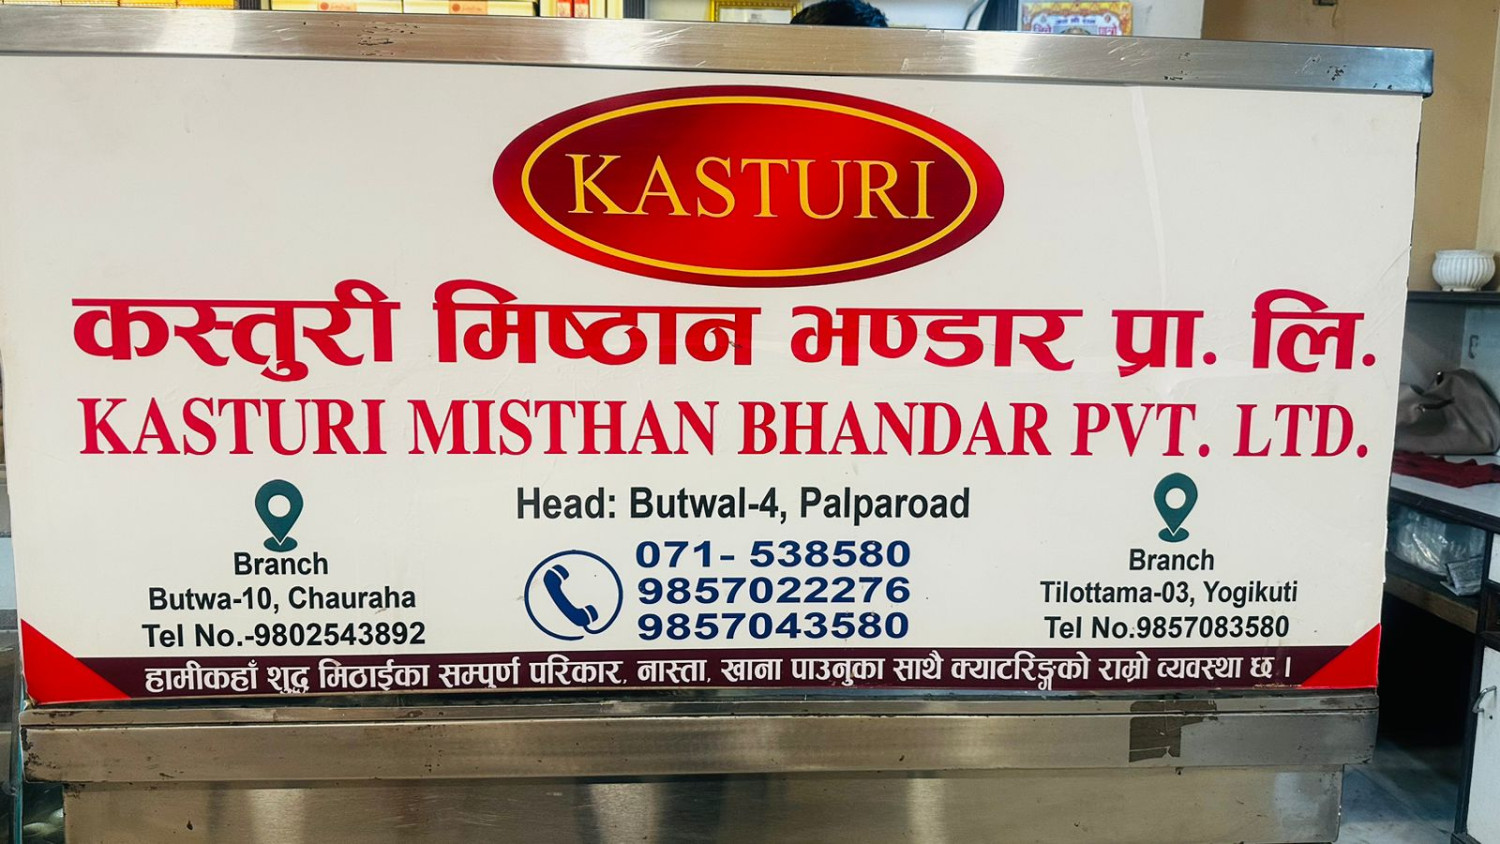 KASTURI
कस्तुरी मिष्ठान भण्डार प्रा. लि.
KASTURI MISTHAN BHANDAR PVT. LTD.
Head: Butwal-4, Palparoad
071- 538580
9857022276
9857043580
Branch
Butwa-10, Chauraha
Tel No.-9802543892
Branch
Tilottama-03, Yogikuti
Tel No.9857083580
हामीकहाँ शुद्ध मिठाईका सम्पूर्ण परिकार, नास्ता, खाना पाउनुका साथै क्याटरिङ्गको राम्रो व्यवस्था छ ।